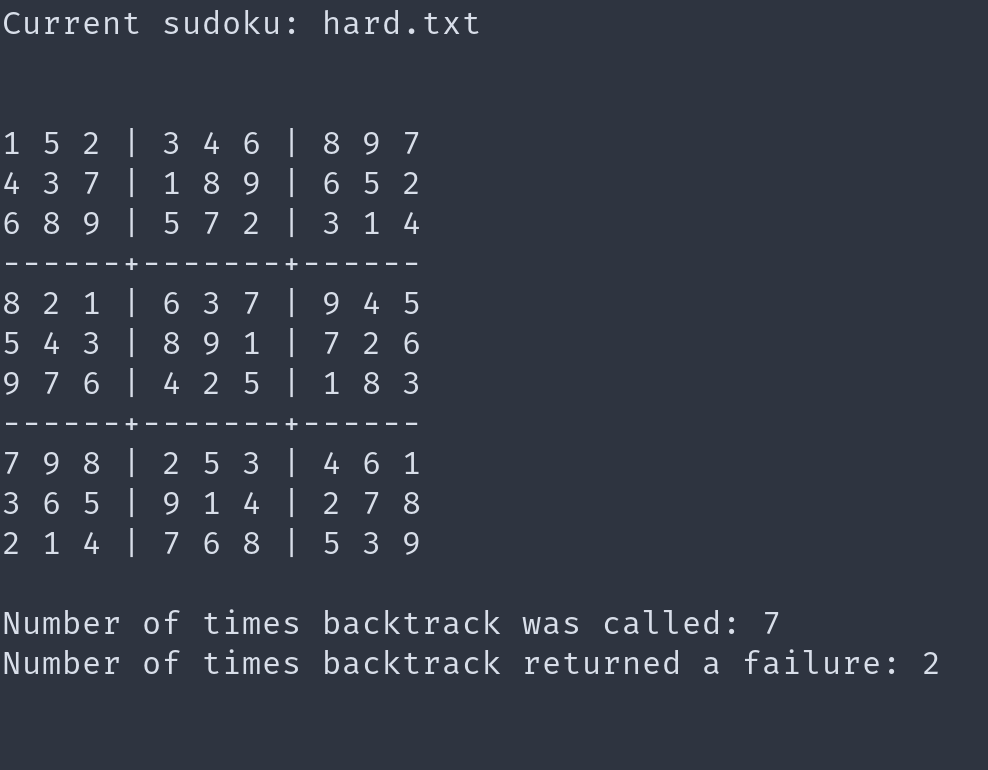 Current sudoku: hard.txt
1 5 2 | 3 4 6 | 8 9 7
4 3 7 | 1 8 9 | 6 5 2
6 8 9 | 5 7 2 | 3 1 4
------+-------+------
8 2 1 | 6 3 7 | 9 4 5
5 4 3 | 8 9 1 | 7 2 6
9 7 6 | 4 2 5 | 1 8 3
------+-------+------
7 9 8 | 2 5 3 | 4 6 1
3 6 5 | 9 1 4 | 2 7 8
2 1 4 | 7 6 8 | 5 3 9
Number of times backtrack was called: 7
Number of times backtrack returned a failure: 2